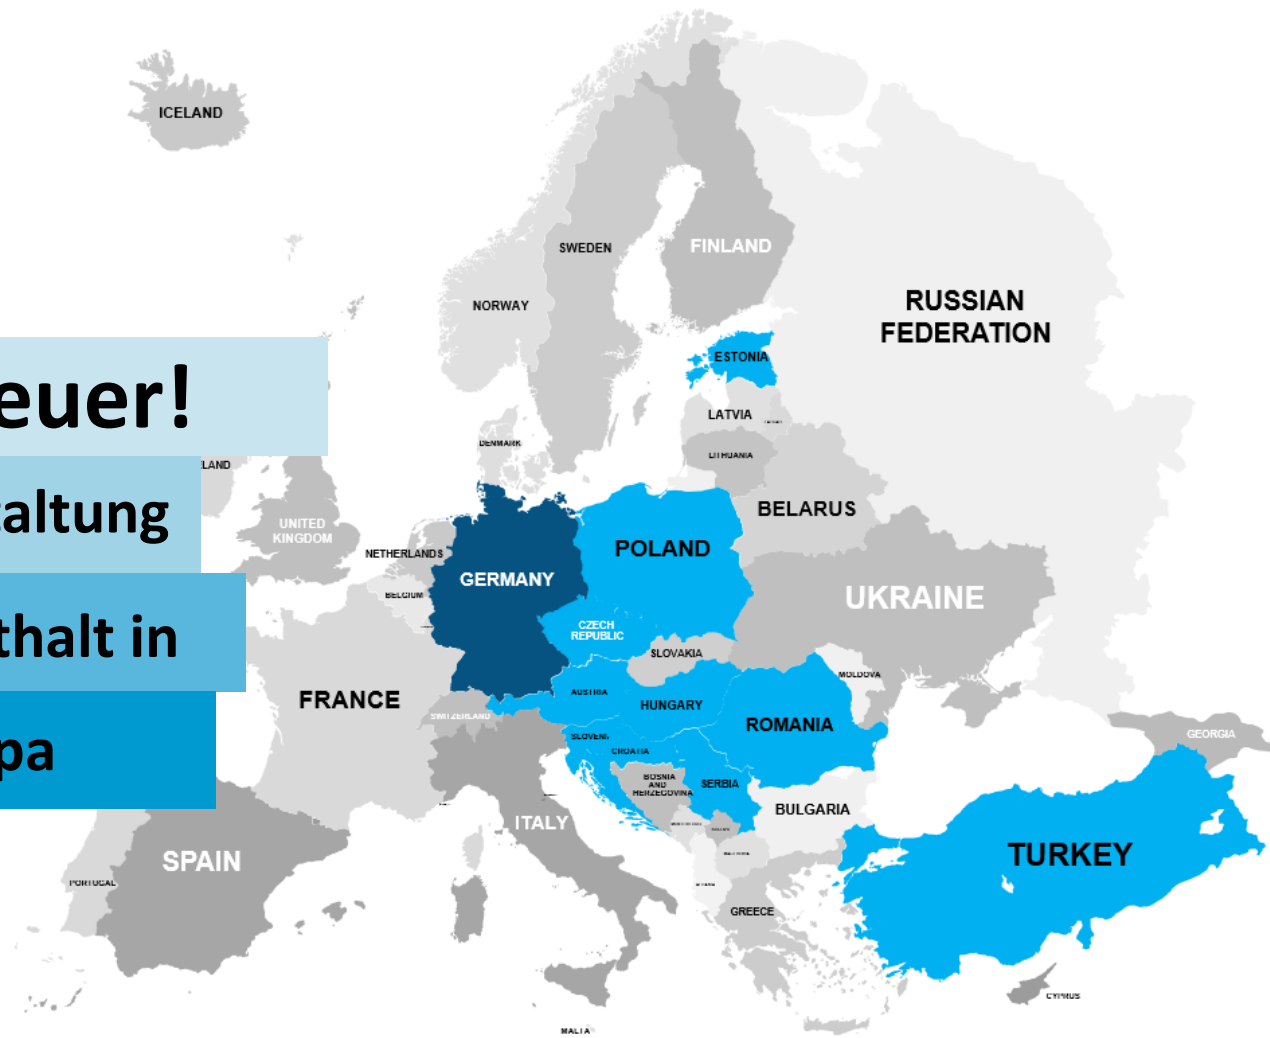 ICELAND
SWEDEN
FINLAND
NORWAY
RUSSIAN
FEDERATION
ESTONIA
euer!
LATVIA
DENMARK
LITHUANIA
LAND
altung
BELARUS
UNITED
KINGDOM
POLAND
NETHERLANDS
GERMANY
BELGIUM
UKRAINE
CZECH
REPUBLIC
thalt in
SLOVAKIA
MOLDOVA
AUSTRIA
FRANCE
HUNGARY
SWITZERLAND
ROMANIA
GEORGIA
SLOVENI
CROATIA
pa
BOSNIA
AND
HERZEGOVINA
SERBIA
BULGARIA
ITALY
TURKEY
SPAIN
PORTUGAL
GREECE
CYPRUS
MALTA